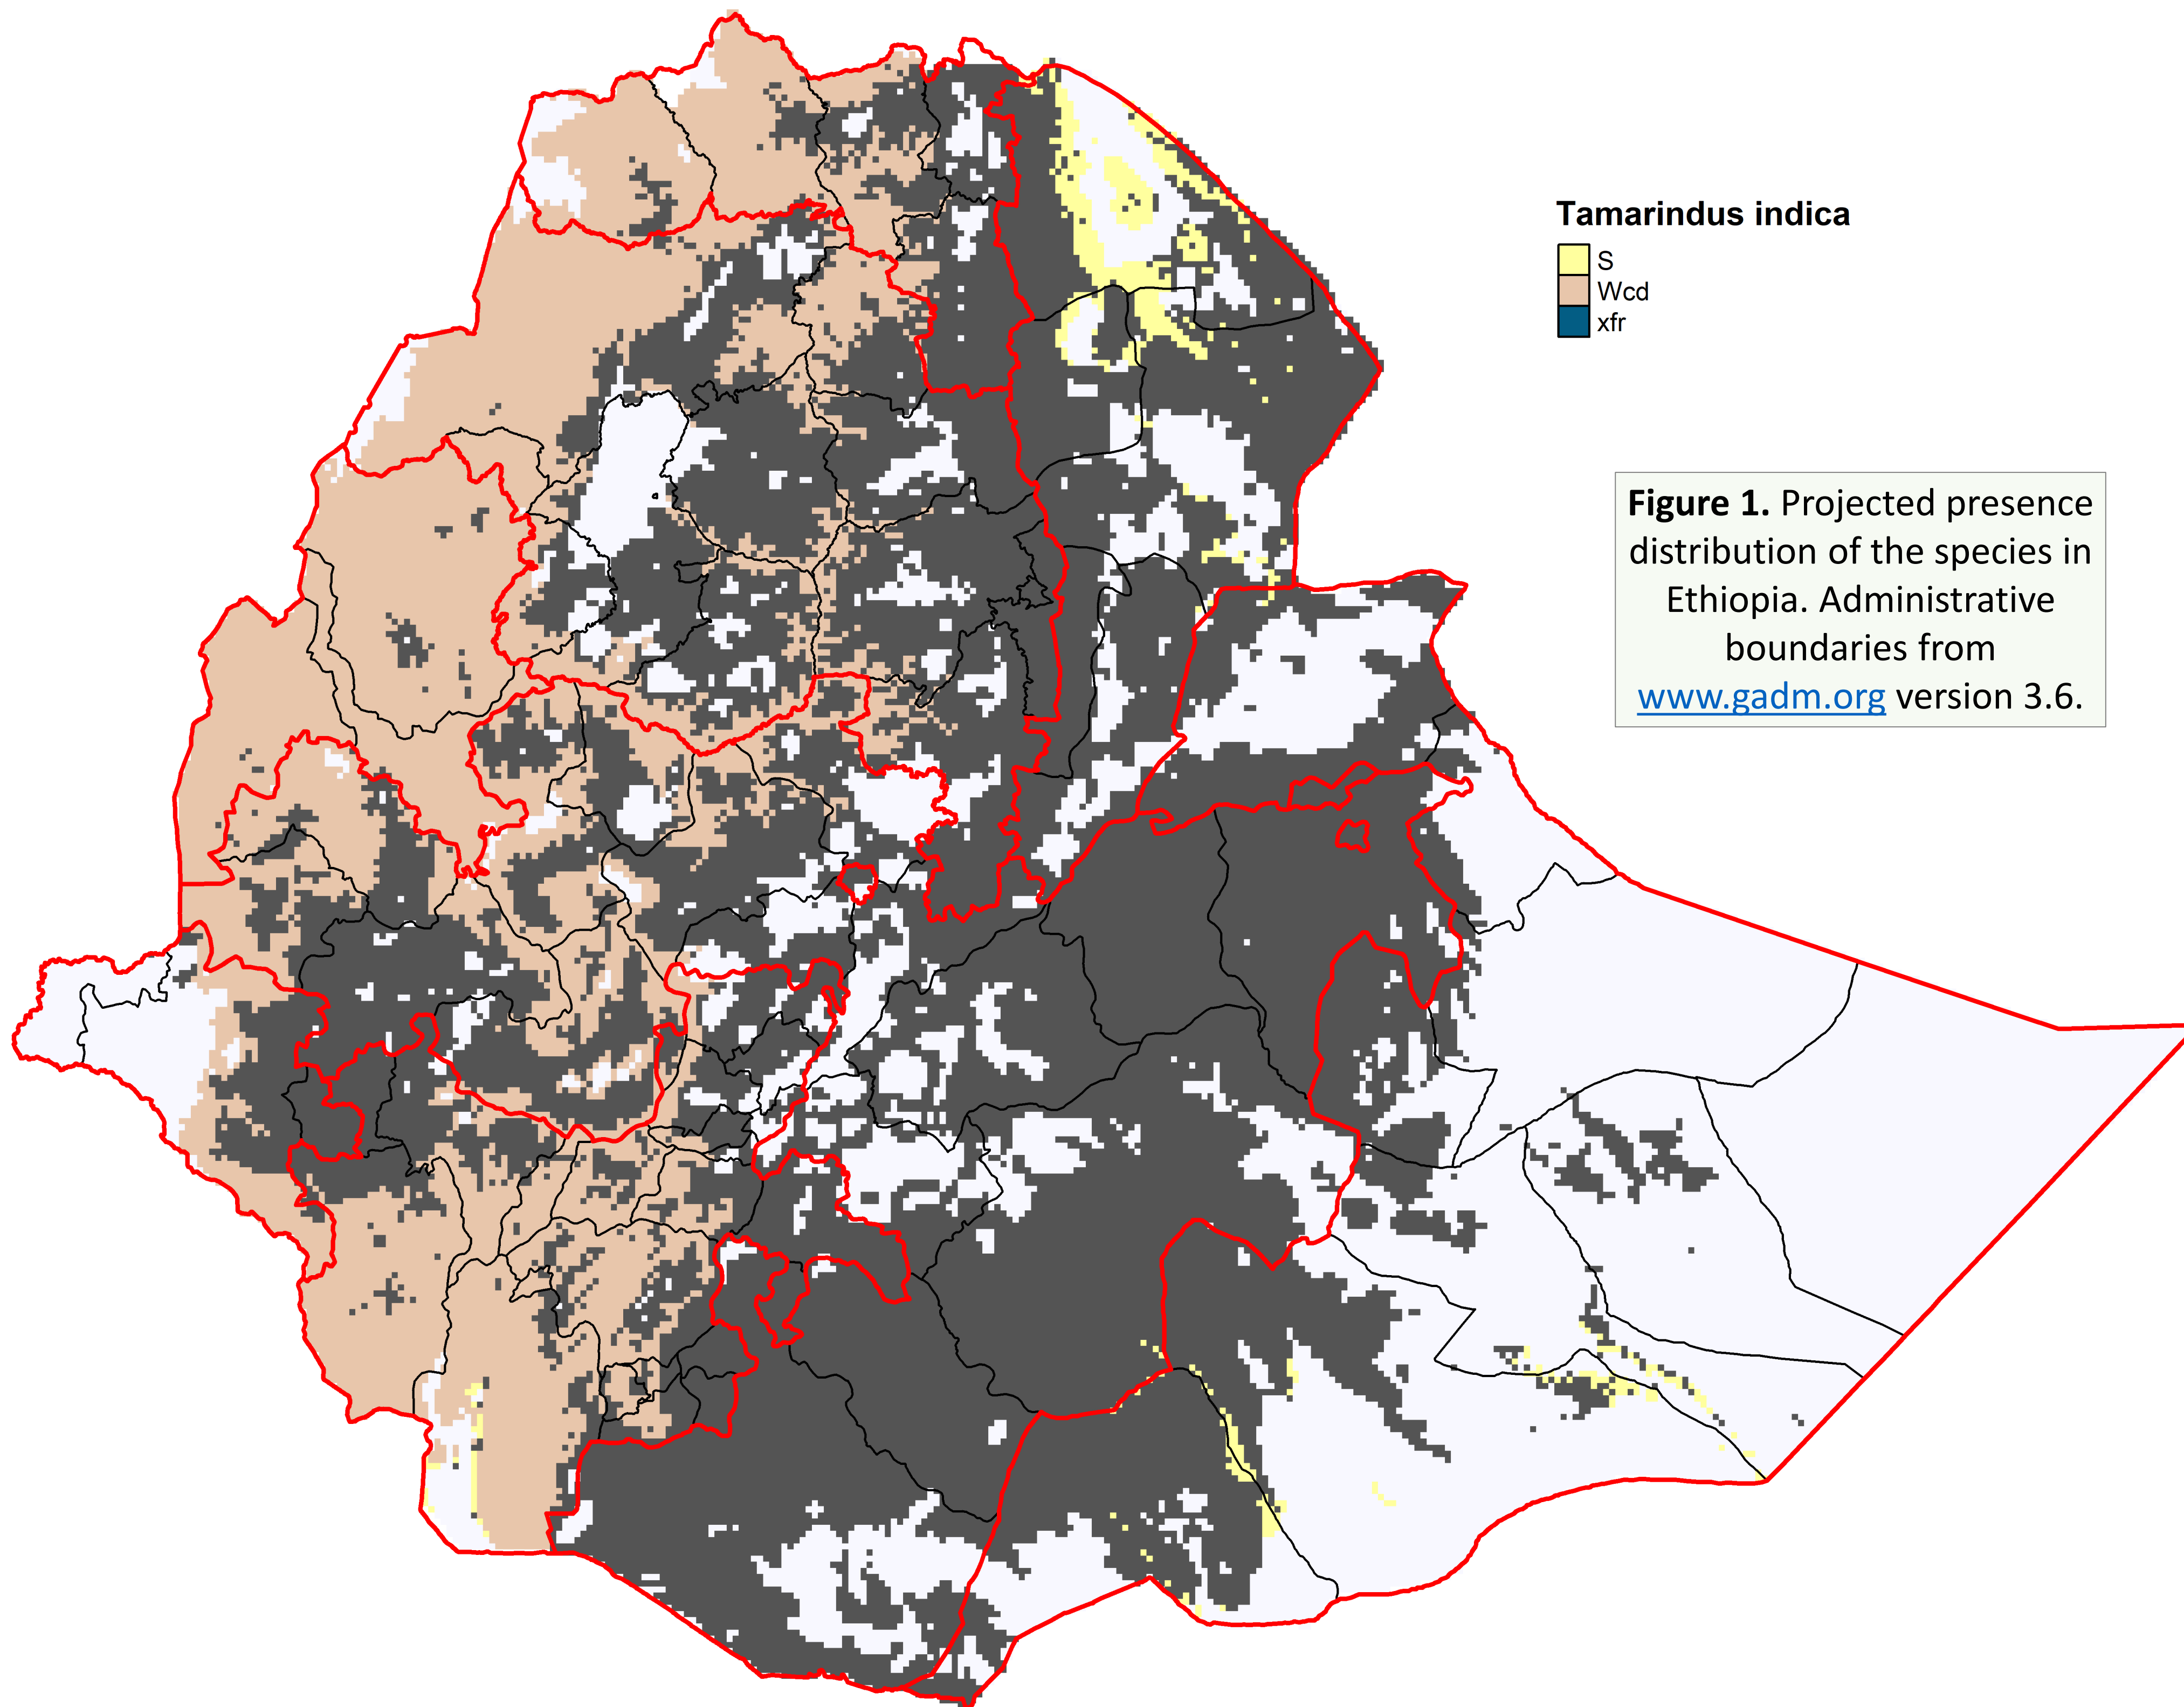 Tamarindus indica
S
Wcd
xfr
Figure 1. Projected presence
distribution of the species in
Ethiopia. Administrative
boundaries from
www.gadm.org version 3.6.